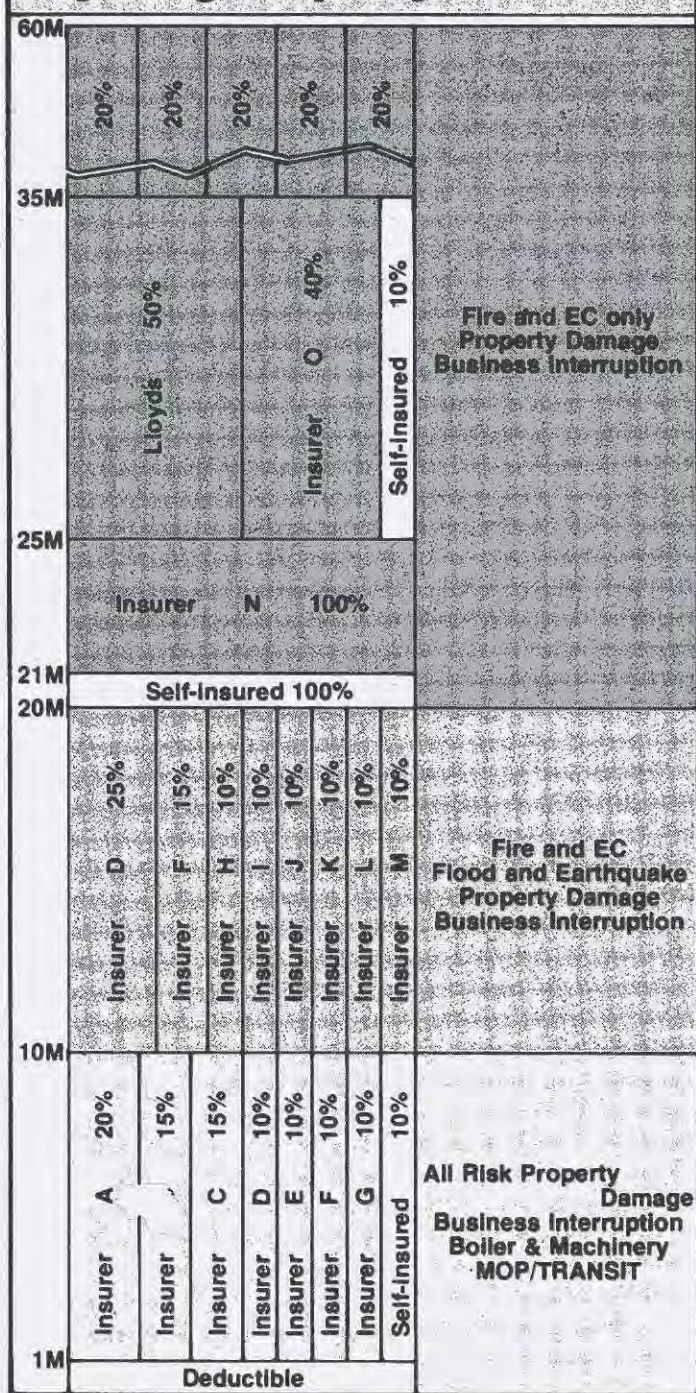 60M
20%
20%
20%
20%
20%
35M
Lloyds 50%
Insurer O 40%
Self-Insured 10%
Fire and EC only
Property Damage
Business Interruption
25M
Insurer N 100%
21M
Self-Insured 100%
20M
Insurer D 25%
Insurer F 15%
Insurer H 10%
Insurer I 10%
Insurer J 10%
Insurer K 10%
Insurer L 10%
Insurer M 10%
Fire and EC
Flood and Earthquake
Property Damage
Business Interruption
10M
Insurer A 20%
Insurer 15%
Insurer C 15%
Insurer D 10%
Insurer E 10%
Insurer F 10%
Insurer G 10%
Self-Insured 10%
All Risk Property
Damage
Business Interruption
Boiler & Machinery
MOP/TRANSIT
1M
Deductible